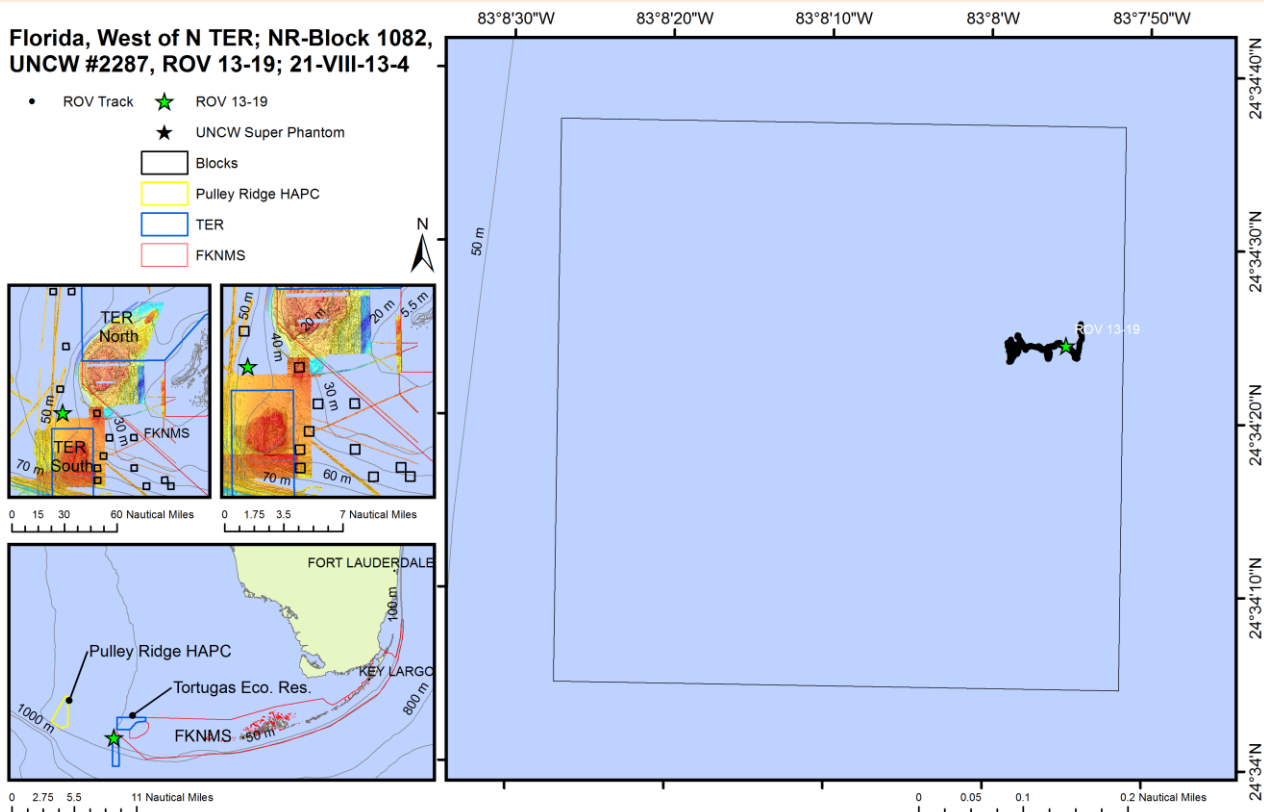 Florida, West of N TER; NR-Block 1082,
UNCW #2287, ROV 13-19; 21-VIII-13-4
ROV Track
ROV 13-19
UNCW Super Phantom
Blocks
Pulley Ridge HAPC
TER
FKNMS
N
TER
North
50 m
30 m
FKNMS
TER
South
70 m
0 15 30 60 Nautical Miles
50 m
20 m
20 m
5.5 m
40 m
30 m
70 m
60 m
0 1.75 3.5 7 Nautical Miles
FORT LAUDERDALE
100 m
Pulley Ridge HAPC
KEY LARGO
Tortugas Eco. Res.
800 m
1000 m
FKNMS
50 m
0 2.75 5.5 11 Nautical Miles
83°8'30"W 83°8'20"W 83°8'10"W 83°8'W 83°7'50"W
50 m
ROV 13-19
24°34'40"N
24°34'30"N
24°34'20"N
24°34'10"N
24°34'N
0 0.05 0.1 0.2 Nautical Miles